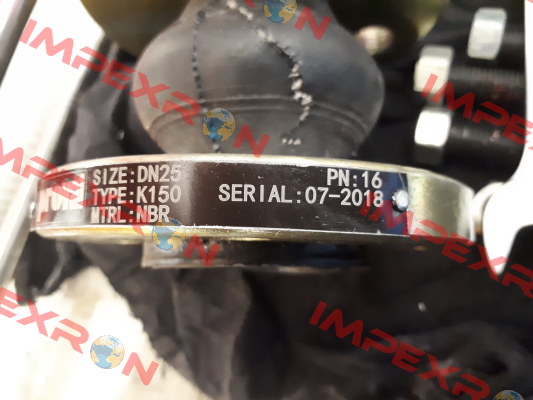 SIZE:DN25 PN:16
TYPE:K150 SERIAL:07-2018
MTRL:NBR
IMPEXRON
IMPEXRON
IMPEXRON
IMPEXRON
IMPEXRON